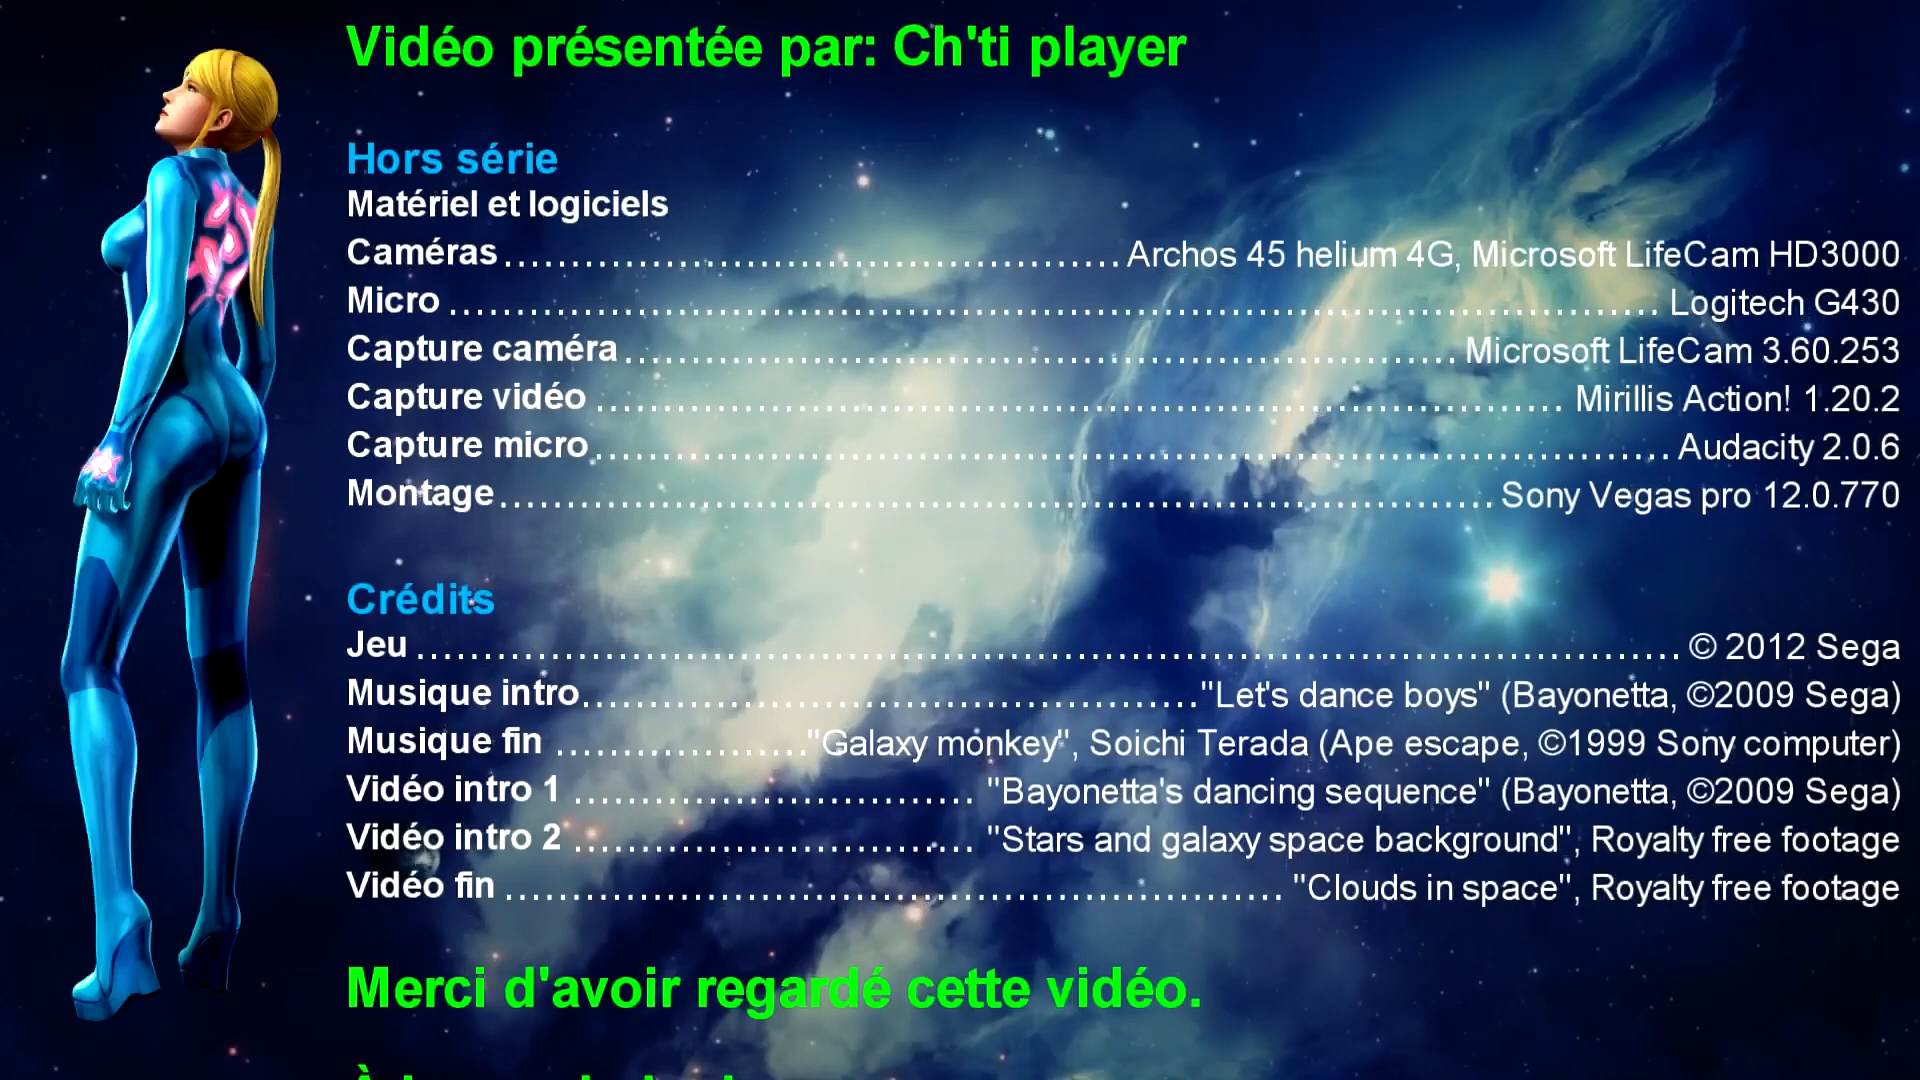 Vidéo présentée par: Ch'ti player
Hors série
Matériel et logiciels
Caméras Archos 45 helium 4G, Microsoft LifeCam HD3000
Micro Logitech G430
Capture caméra Microsoft LifeCam 3.60.253
Capture vidéo Mirillis Action! 1.20.2
Capture micro Audacity 2.0.6
Montage Sony Vegas pro 12.0.770
Crédits
Jeu © 2012 Sega
Musique intro "Let's dance boys" (Bayonetta, ©2009 Sega)
Musique fin "Galaxy monkey", Soichi Terada (Ape escape, ©1999 Sony computer)
Vidéo intro 1 "Bayonetta's dancing sequence" (Bayonetta, ©2009 Sega)
Vidéo intro 2 "Stars and galaxy space background", Royalty free footage
Vidéo fin "Clouds in space", Royalty free footage
Merci d'avoir regardé cette vidéo.